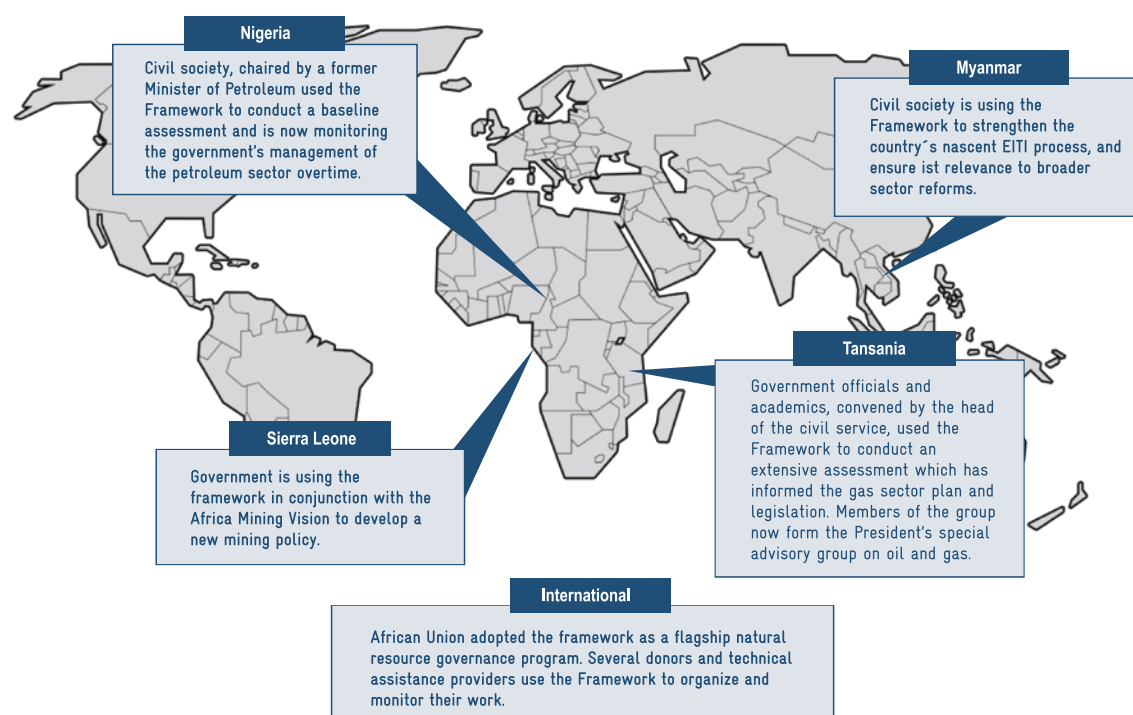 Nigeria
Civil society, chaired by a former
Minister of Petroleum used the
Framework to conduct a baseline
assessment and is now monitoring
the government's management of
the petroleum sector overtime.
Myanmar
Civil society is using the
Framework to strengthen the
country´s nascent EITI process, and
ensure ist relevance to broader
sector reforms.
Tansania
Government officials and
academics, convened by the head
of the civil service, used the
Framework to conduct an
extensive assessment which has
informed the gas sector plan and
legislation. Members of the group
now form the President's special
advisory group on oil and gas.
Sierra Leone
Government is using the
framework in conjunction with the
Africa Mining Vision to develop a
new mining policy.
International
African Union adopted the framework as a flagship natural
resource governance program. Several donors and technical
assistance providers use the Framework to organize and
monitor their work.